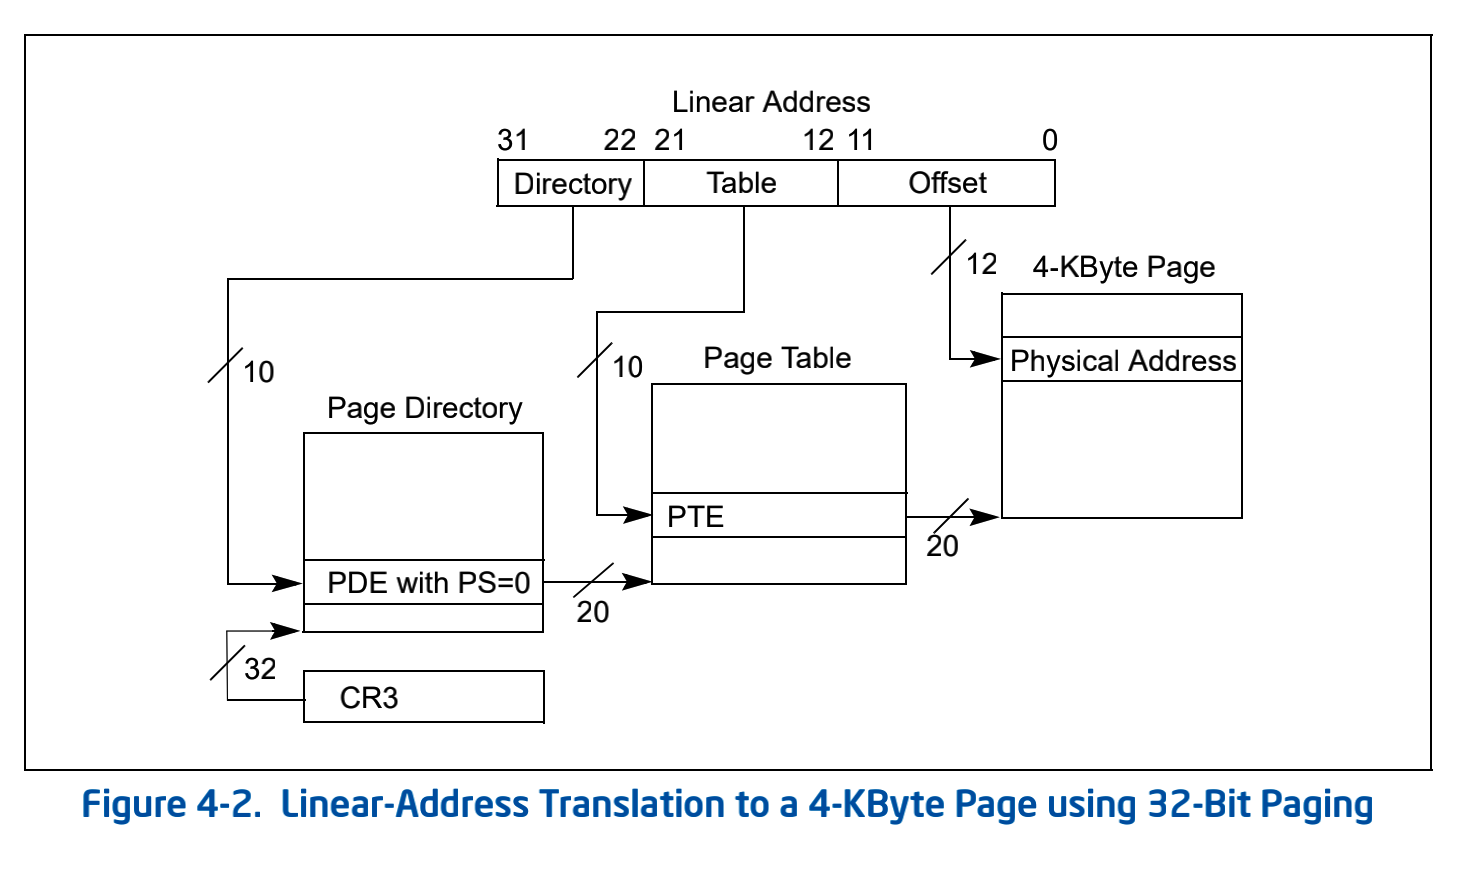 Linear Address
31 22 21 12 11 0
Directory Table Offset
12
4-KByte Page
Physical Address
10
10
Page Table
Page Directory
PTE
20
PDE with PS=0
20
32
CR3
Figure 4-2. Linear-Address Translation to a 4-KByte Page using 32-Bit Paging